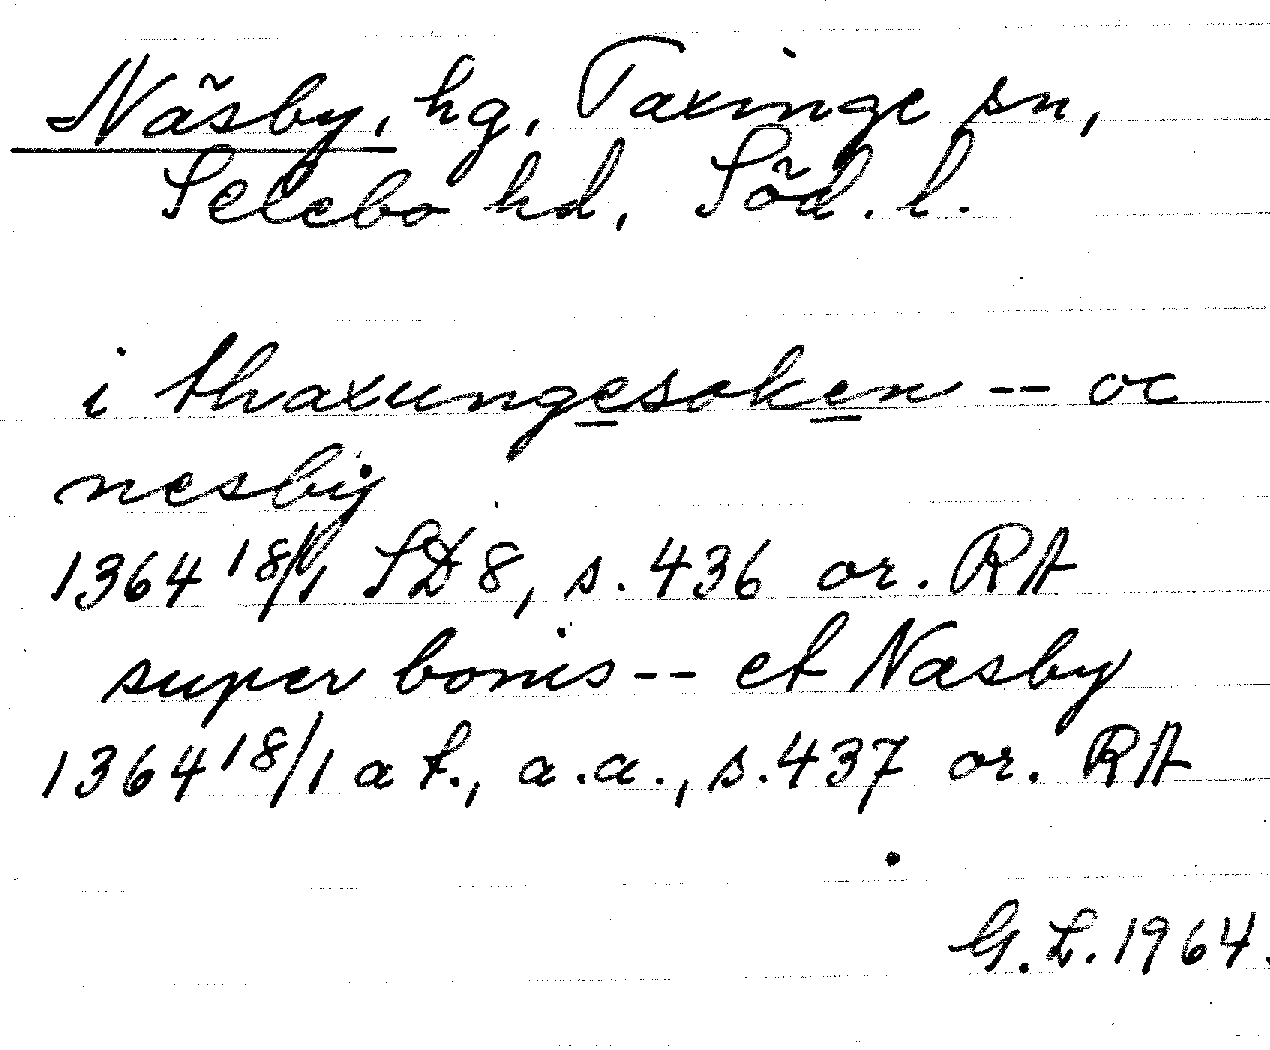 Näsby, hg, Taxinge sn,
Selebo hd, Söd. l.
i thaxungesoken -- oc
nesby
1364 18/1 SD 8, s. 436 or. RA
super bonis -- et Næsby
1364 18/1 a t., a.a., s. 437 or. RA
G. L. 1964.